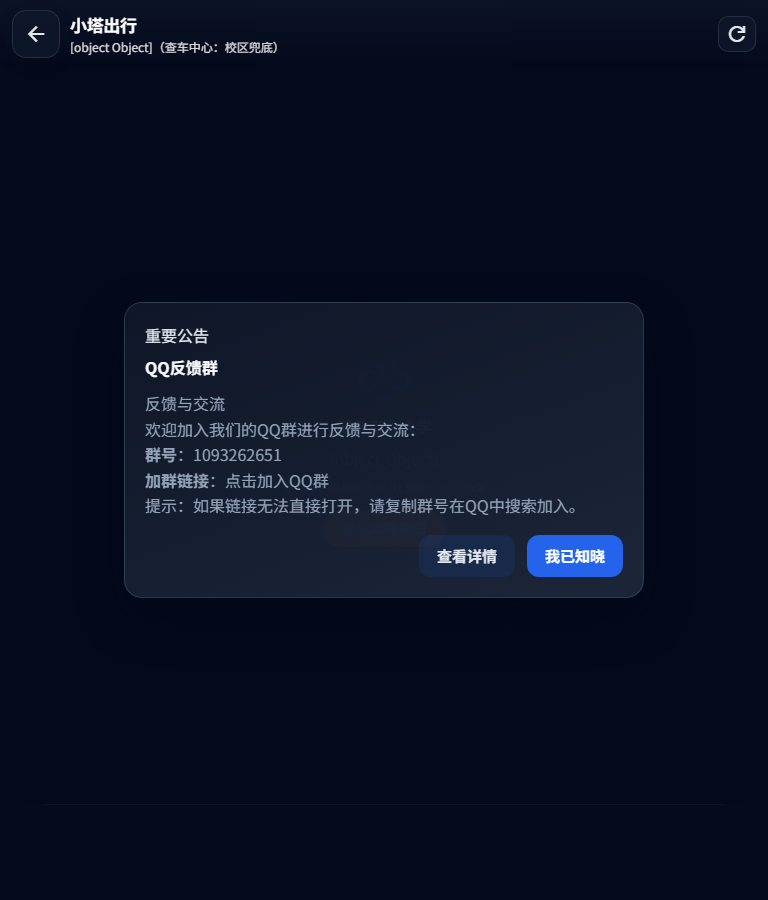 小塔出行
[object Object]（查车中心：校区兜底）
重要公告
QQ反馈群
反馈与交流
欢迎加入我们的QQ群进行反馈与交流：
群号：1093262651
加群链接：点击加入QQ群
提示：如果链接无法直接打开，请复制群号在QQ中搜索加入。
查看详情
我已知晓